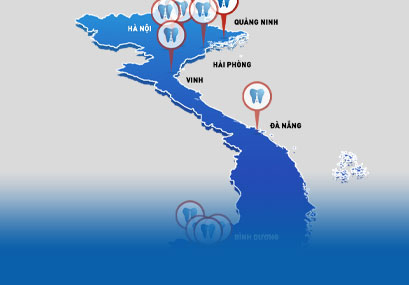 QUẢNG NINH
HÀ NỘI
HẢI PHÒNG
VINH
ĐÀ NẴNG
BÌNH DƯƠNG